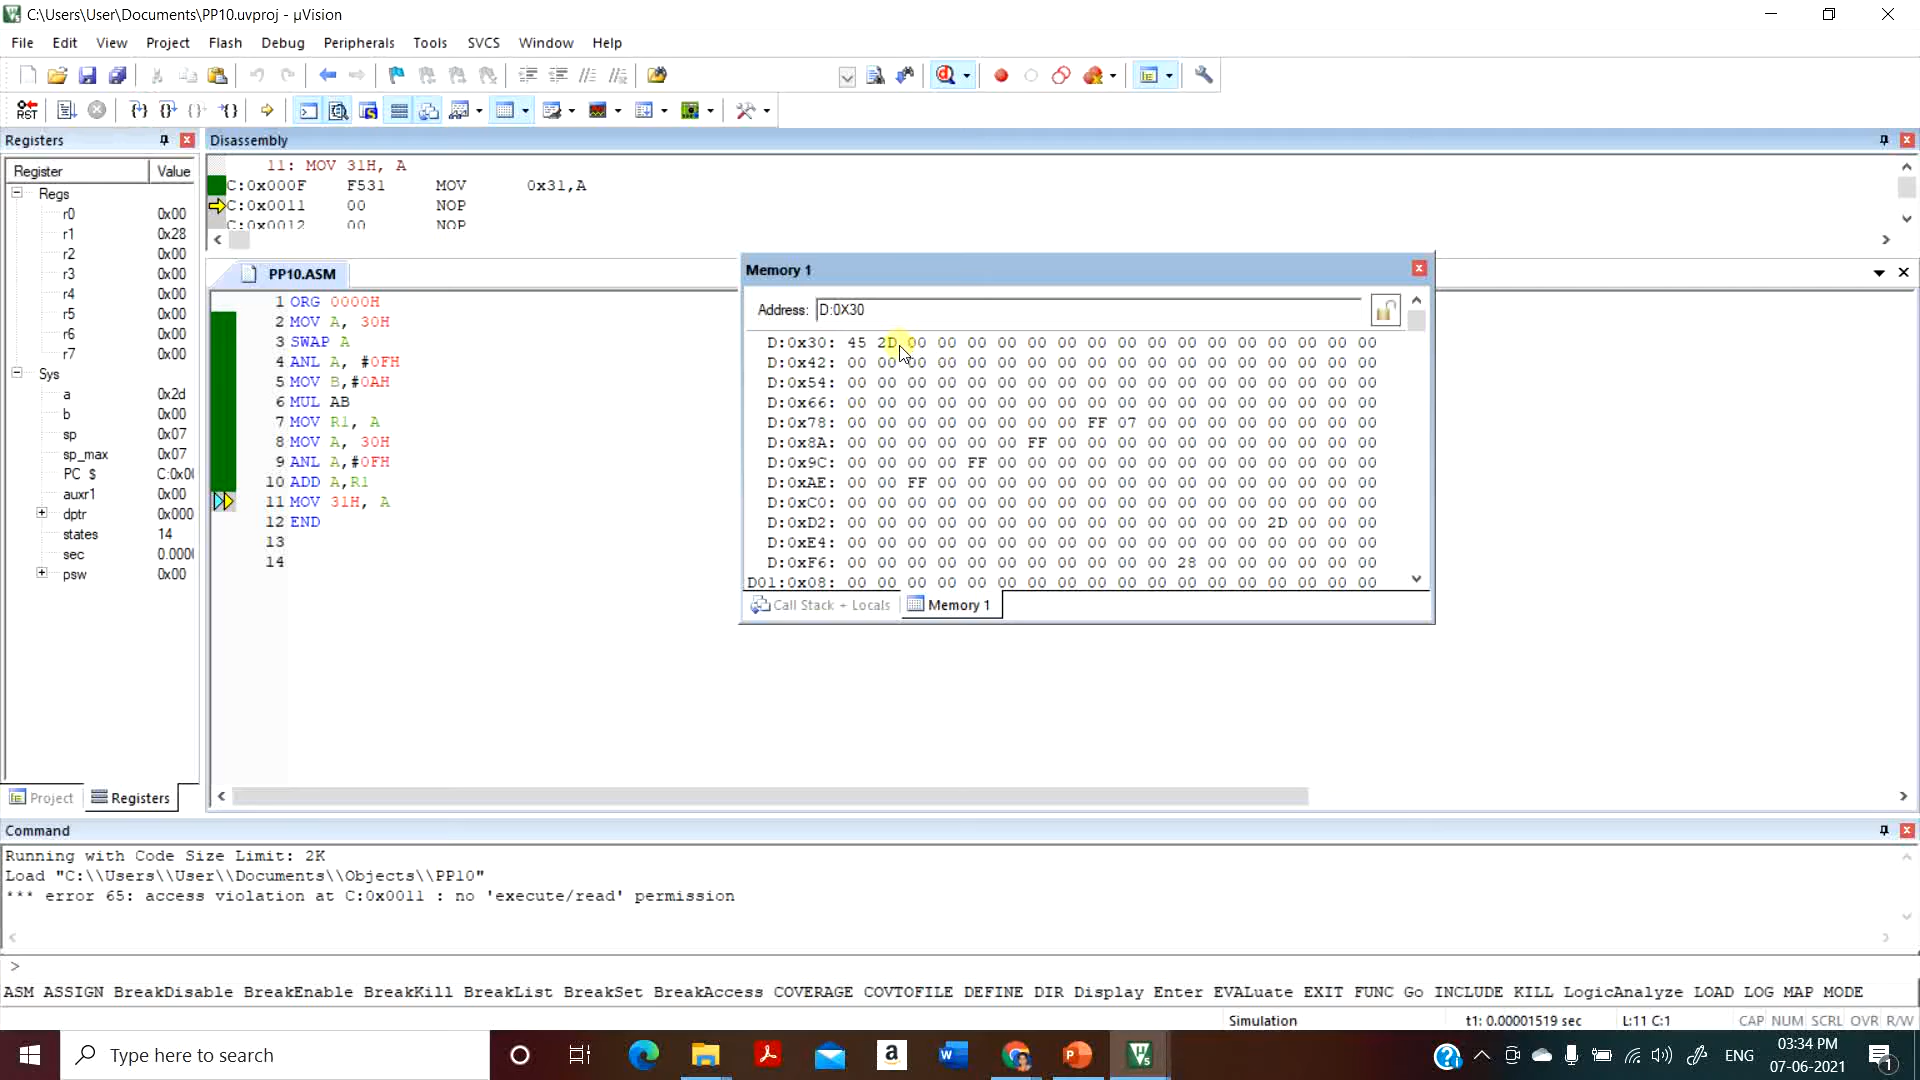 C:\Users\User\Documents\PP10.uvproj - µVision
File Edit View Project Flash Debug Peripherals Tools SVCS Window Help
RST
Registers
Register Value
Regs
r0 0x00
r1 0x28
r2 0x00
r3 0x00
r4 0x00
r5 0x00
r6 0x00
r7 0x00
Sys
a 0x2d
b 0x00
sp 0x07
sp_max 0x07
PC $ C:0x0
auxr1 0x00
dptr 0x000
states 14
sec 0.000
psw 0x00
Project Registers
Disassembly
11: MOV 31H, A
C:0x000F F531 MOV 0x31,A
C:0x0011 00 NOP
C:0x0012 00 NOP
PP10.ASM
1 ORG 0000H
2 MOV A, 30H
3 SWAP A
4 ANL A, #0FH
5 MOV B,#0AH
6 MUL AB
7 MOV R1, A
8 MOV A, 30H
9 ANL A,#0FH
10 ADD A,R1
11 MOV 31H, A
12 END
13
14
Memory 1
Address: D:0X30
D:0x30: 45 2D 00 00 00 00 00 00 00 00 00 00 00 00 00 00 00 00
D:0x42: 00 00 00 00 00 00 00 00 00 00 00 00 00 00 00 00 00 00
D:0x54: 00 00 00 00 00 00 00 00 00 00 00 00 00 00 00 00 00 00
D:0x66: 00 00 00 00 00 00 00 00 00 00 00 00 00 00 00 00 00 00
D:0x78: 00 00 00 00 00 00 00 00 FF 07 00 00 00 00 00 00 00 00
D:0x8A: 00 00 00 00 00 00 FF 00 00 00 00 00 00 00 00 00 00 00
D:0x9C: 00 00 00 00 FF 00 00 00 00 00 00 00 00 00 00 00 00 00
D:0xAE: 00 00 FF 00 00 00 00 00 00 00 00 00 00 00 00 00 00 00
D:0xC0: 00 00 00 00 00 00 00 00 00 00 00 00 00 00 00 00 00 00
D:0xD2: 00 00 00 00 00 00 00 00 00 00 00 00 00 00 2D 00 00 00
D:0xE4: 00 00 00 00 00 00 00 00 00 00 00 00 00 00 00 00 00 00
D:0xF6: 00 00 00 00 00 00 00 00 00 00 00 28 00 00 00 00 00 00
D01:0x08: 00 00 00 00 00 00 00 00 00 00 00 00 00 00 00 00 00 00
Call Stack + Locals Memory 1
Command
Running with Code Size Limit: 2K
Load "C:\\Users\\User\\Documents\\Objects\\PP10"
*** error 65: access violation at C:0x0011 : no 'execute/read' permission
>
ASM ASSIGN BreakDisable BreakEnable BreakKill BreakList BreakSet BreakAccess COVERAGE COVTOFILE DEFINE DIR Display Enter EVALuate EXIT FUNC Go INCLUDE KILL LogicAnalyze LOAD LOG MAP MODE
Simulation t1: 0.00001519 sec L:11 C:1 CAP NUM SCRL OVR R/W
Type here to search
ENG
03:34 PM
07-06-2021
1